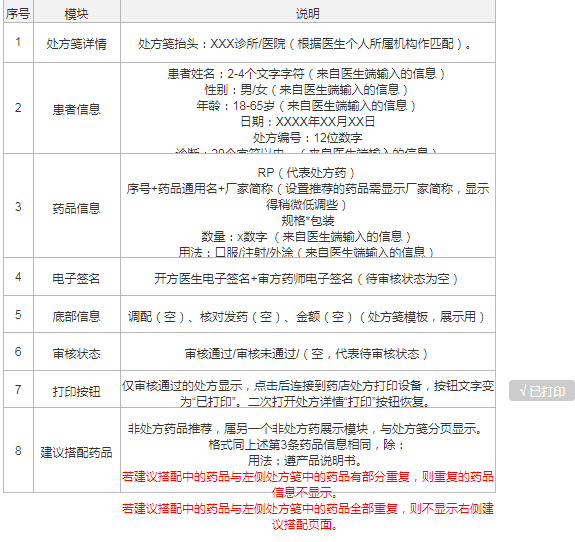 序号 模块 说明
1 处方笺详情 处方笺抬头：XXX诊所/医院（根据医生个人所属机构作匹配）。
2 患者信息 患者姓名：2-4个文字字符（来自医生端输入的信息）
性别：男/女（来自医生端输入的信息）
年龄：18-65岁（来自医生端输入的信息）
日期：XXXX年XX月XX日
处方编号：12位数字
诊断：20个字符以内。（来自医生端输入的信息）
3 药品信息 RP（代表处方药）
序号+药品通用名+厂家简称（设置推荐的药品需显示厂家简称，显示
得稍微低调些）
规格*包装
数量：x数字 （来自医生端输入的信息）
用法：口服/注射/外涂（来自医生端输入的信息）
4 电子签名 开方医生电子签名+审方药师电子签名（待审核状态为空）
5 底部信息 调配（空）、核对发药（空）、金额（空）（处方笺模板，展示用）
6 审核状态 审核通过/审核未通过/（空，代表待审核状态）
7 打印按钮 仅审核通过的处方显示，点击后连接到药店处方打印设备，按钮文字变
为“已打印”。二次打开处方详情“打印”按钮恢复。
√已打印
8 建议搭配药品 非处方药品推荐，属另一个非处方药展示模块，与处方笺分页显示。
格式同上述第3条药品信息相同，除：
用法：遵产品说明书。
若建议搭配中的药品与左侧处方笺中的药品有部分重复，则重复的药品
信息不显示。
若建议搭配中的药品与左侧处方笺中的药品全部重复，则不显示右侧建
议搭配页面。